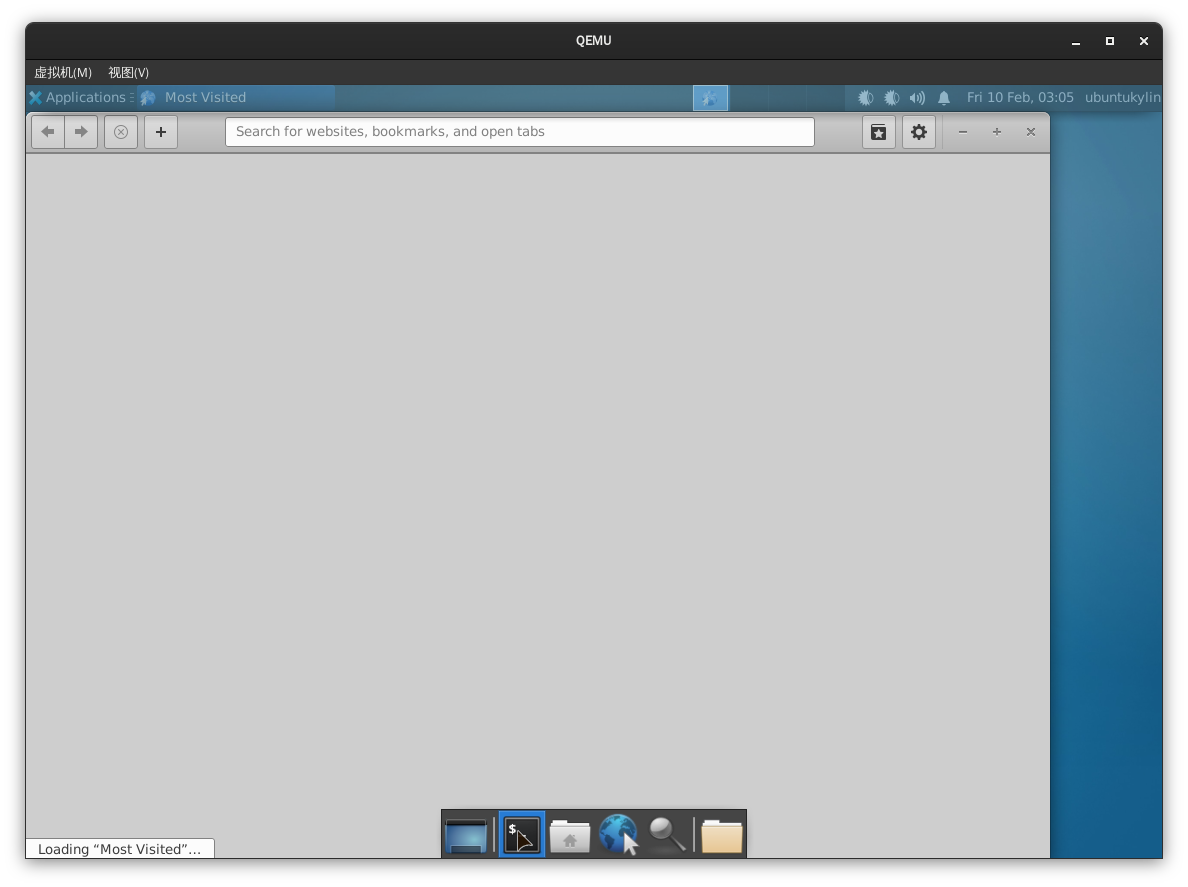 QEMU
虚拟机(M) 视图(V)
Applications Most Visited Fri 10 Feb, 03:05 ubuntukylin
Search for websites, bookmarks, and open tabs
$_
Loading “Most Visited”…